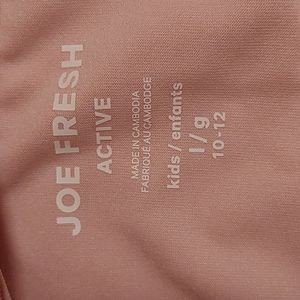 JOE FRESH
ACTIVE
MADE IN CAMBODIA
FABRIQUÉ AU CAMBODGE
kids / enfants
l / g
10-12